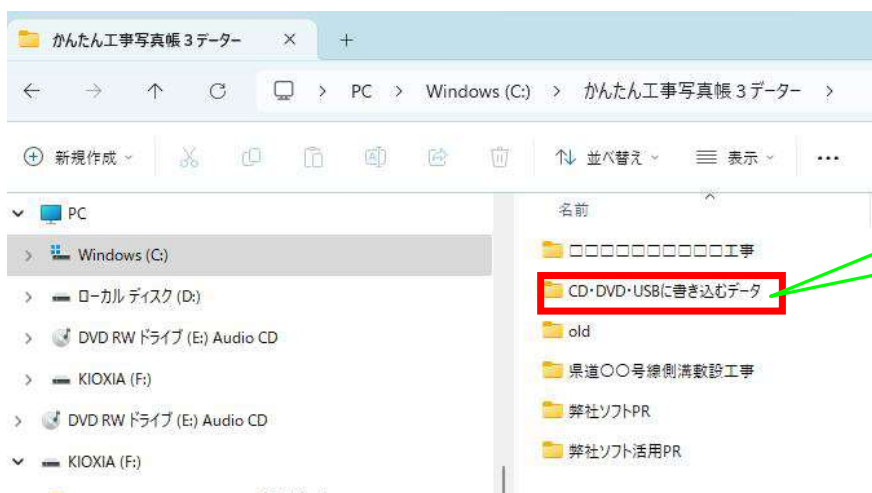 かんたん工事写真帳3データー
PC > Windows (C:) > かんたん工事写真帳3データー >
新規作成
並べ替え
表示
PC
Windows (C:)
ローカル ディスク (D:)
DVD RW ドライブ (E:) Audio CD
KIOXIA (F:)
DVD RW ドライブ (E:) Audio CD
KIOXIA (F:)
名前
□□□□□□□□□□工事
CD・DVD・USBに書き込むデータ
old
県道〇〇号線側溝敷設工事
弊社ソフトPR
弊社ソフト活用PR